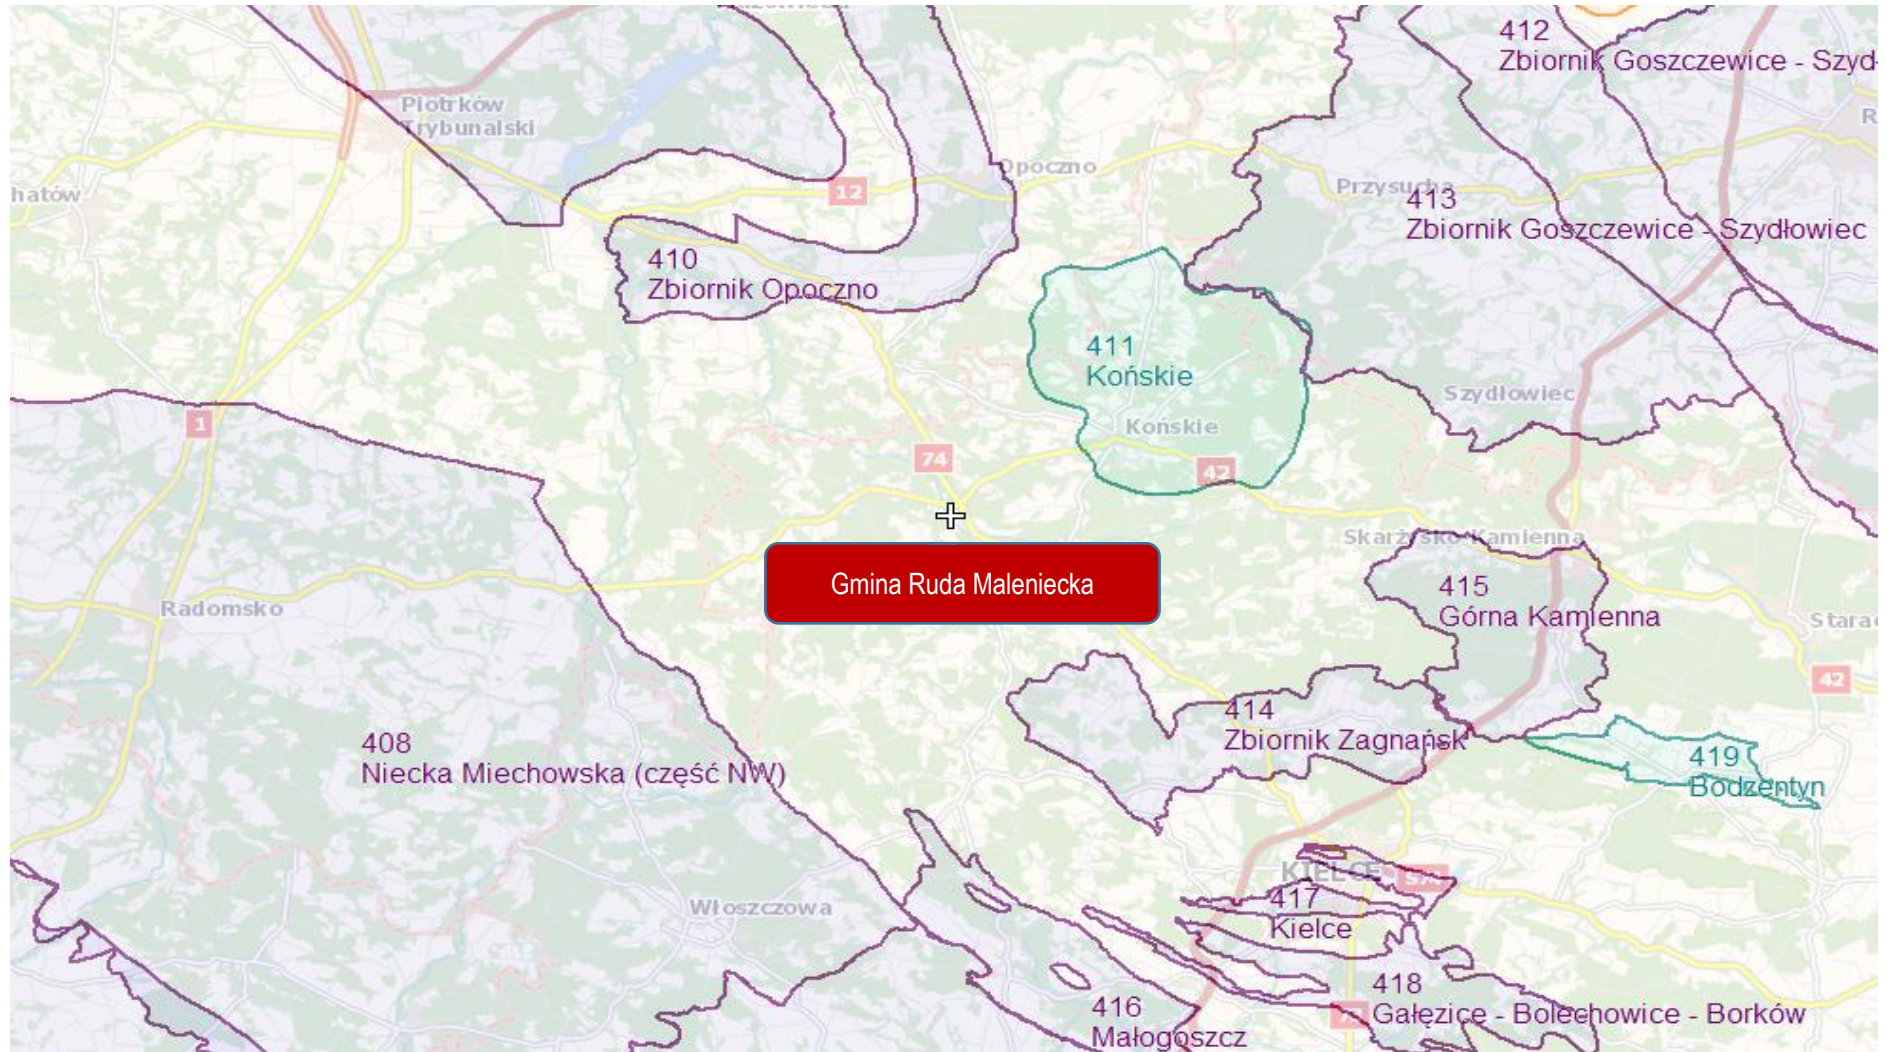 412
Zbiornik Goszczewice - Szyd
Piotrków
Trybunalski
Opoczno
hatów
12
Przysucha
413
Zbiornik Goszczewice - Szydłowiec
410
Zbiornik Opoczno
411
Końskie
Szydłowiec
1
Końskie
74
42
Skarżysko-Kamienna
Gmina Ruda Maleniecka
415
Górna Kamienna
Radomsko
Starac
42
414
Zbiornik Zagnańsk
408
Niecka Miechowska (część NW)
419
Bodzentyn
KIELCE
417
Kielce
Włoszczowa
418
Gałęzice - Bolechowice - Borków
416
Małogoszcz